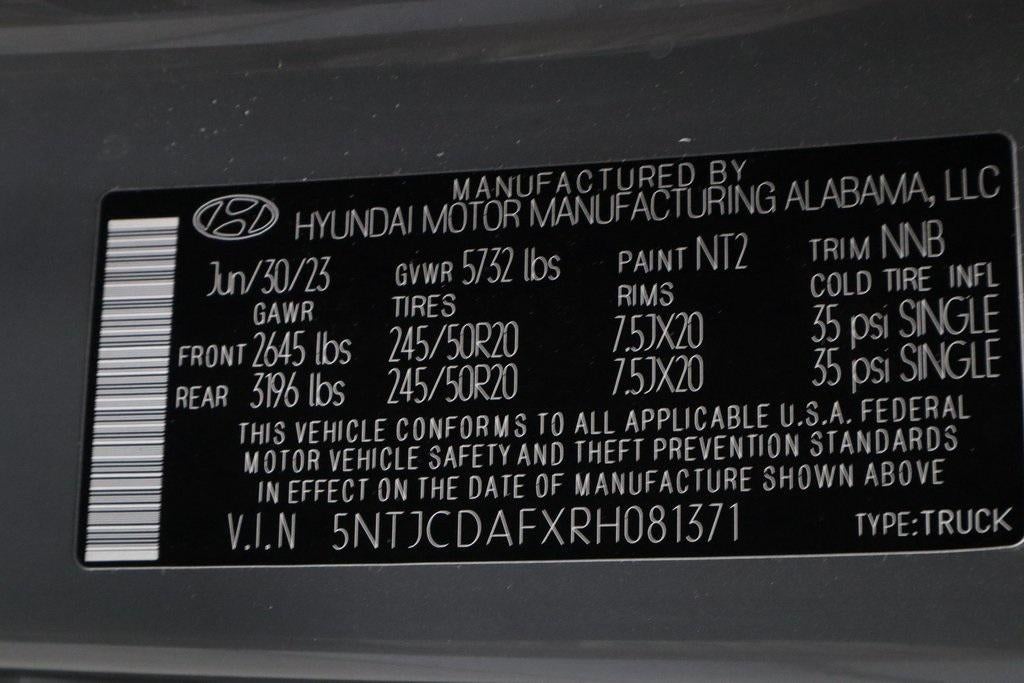 MANUFACTURED BY
HYUNDAI MOTOR MANUFACTURING ALABAMA, LLC
Jun/30/23 GVWR 5732 lbs PAINT NT2 TRIM NNB
GAWR TIRES RIMS COLD TIRE INFL
FRONT 2645 lbs 245/50R20 7.5JX20 35 psi SINGLE
REAR 3196 lbs 245/50R20 7.5JX20 35 psi SINGLE
THIS VEHICLE CONFORMS TO ALL APPLICABLE U.S.A. FEDERAL
MOTOR VEHICLE SAFETY AND THEFT PREVENTION STANDARDS
IN EFFECT ON THE DATE OF MANUFACTURE SHOWN ABOVE
V.I.N 5NTJCDAFXRH081371 TYPE:TRUCK